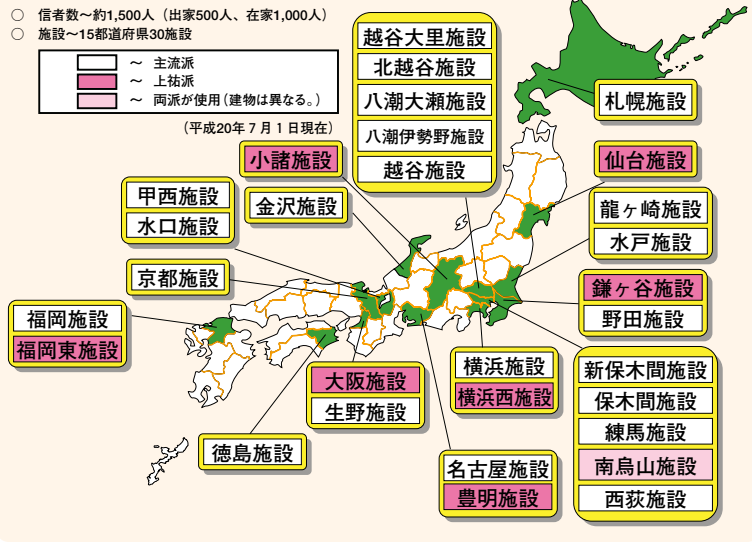 ○ 信者数～約1,500人（出家500人、在家1,000人）
○ 施設～15都道府県30施設
～ 主流派
～ 上祐派
～ 両派が使用（建物は異なる。）
（平成20年７月１日現在）
越谷大里施設
北越谷施設
八潮大瀬施設
八潮伊勢野施設
越谷施設
札幌施設
小諸施設
仙台施設
甲西施設
水口施設
金沢施設
龍ヶ崎施設
水戸施設
京都施設
鎌ヶ谷施設
野田施設
福岡施設
福岡東施設
大阪施設
生野施設
横浜施設
横浜西施設
新保木間施設
保木間施設
練馬施設
南烏山施設
西荻施設
徳島施設
名古屋施設
豊明施設